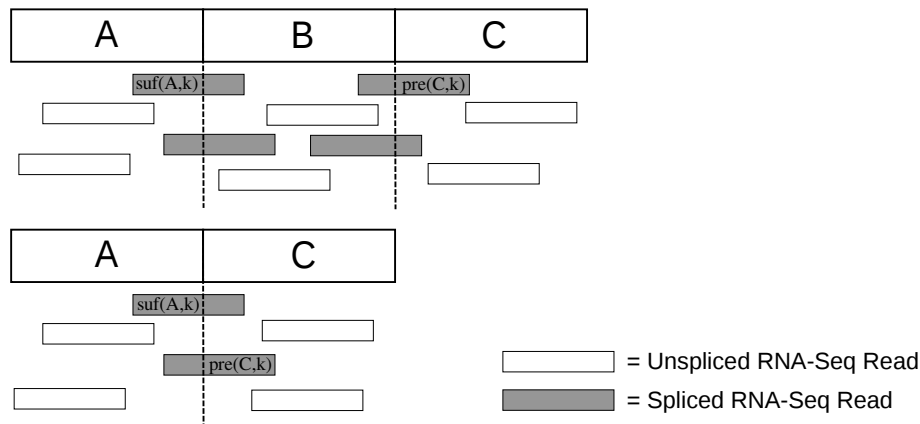 A B C
suf(A,k) pre(C,k)
A C
suf(A,k)
pre(C,k)
= Unspliced RNA-Seq Read
= Spliced RNA-Seq Read